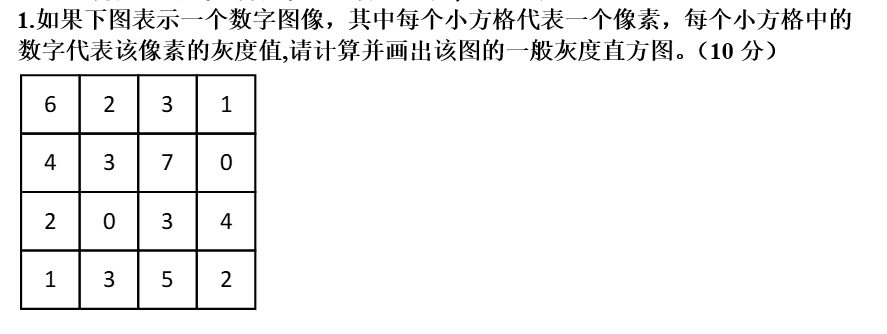 1.如果下图表示一个数字图像，其中每个小方格代表一个像素，每个小方格中的
数字代表该像素的灰度值,请计算并画出该图的一般灰度直方图。（10 分）
6 2 3 1
4 3 7 0
2 0 3 4
1 3 5 2